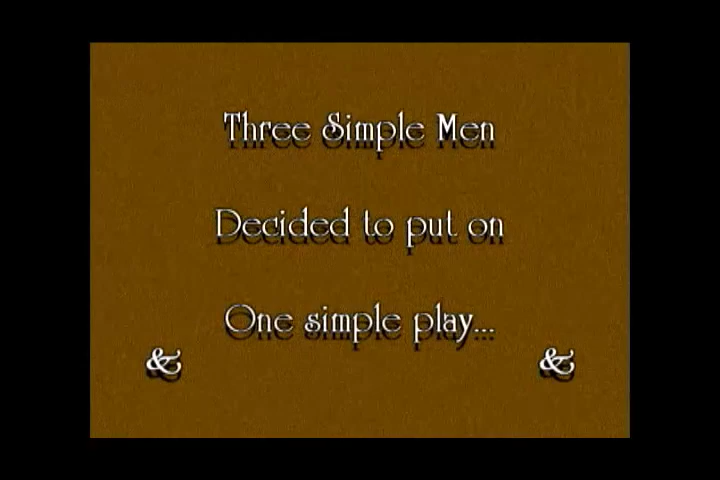 Three Simple Men
Decided to put on
One simple play...
& &